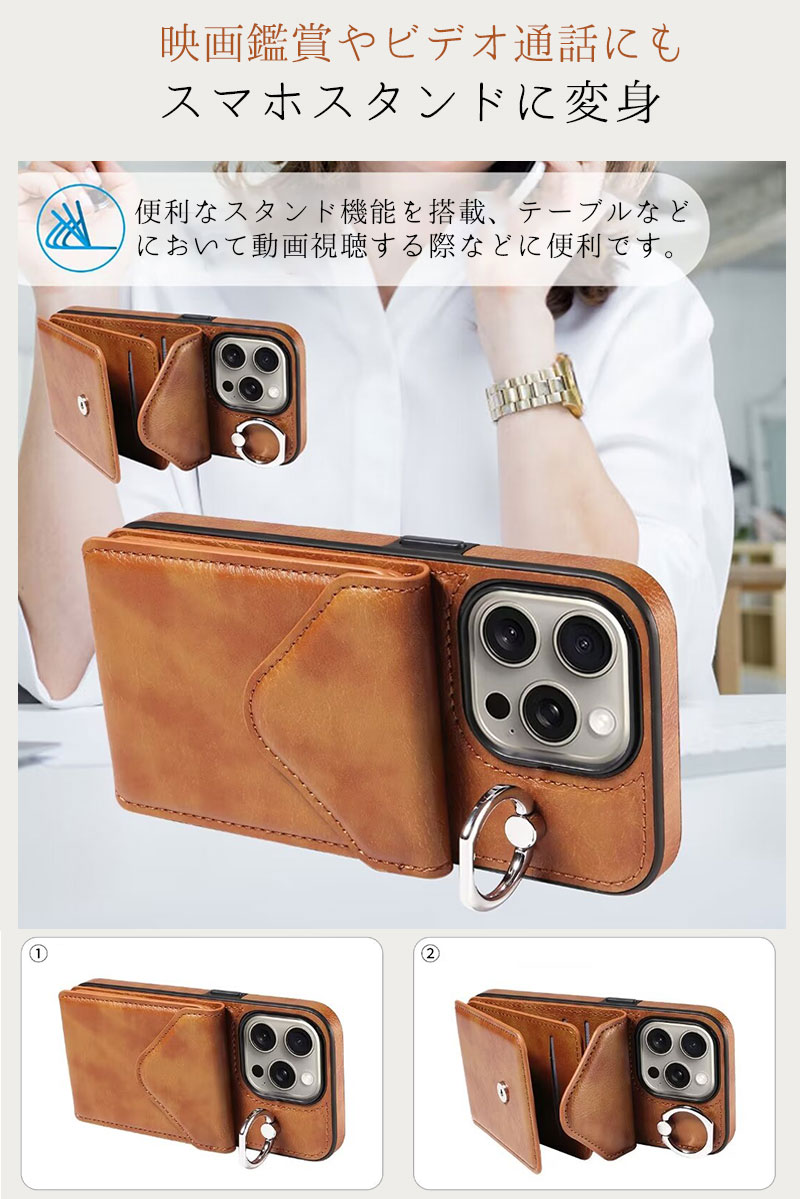 映画鑑賞やビデオ通話にも
スマホスタンドに変身
便利なスタンド機能を搭載、テーブルなど
において動画視聴する際などに便利です。
①
②